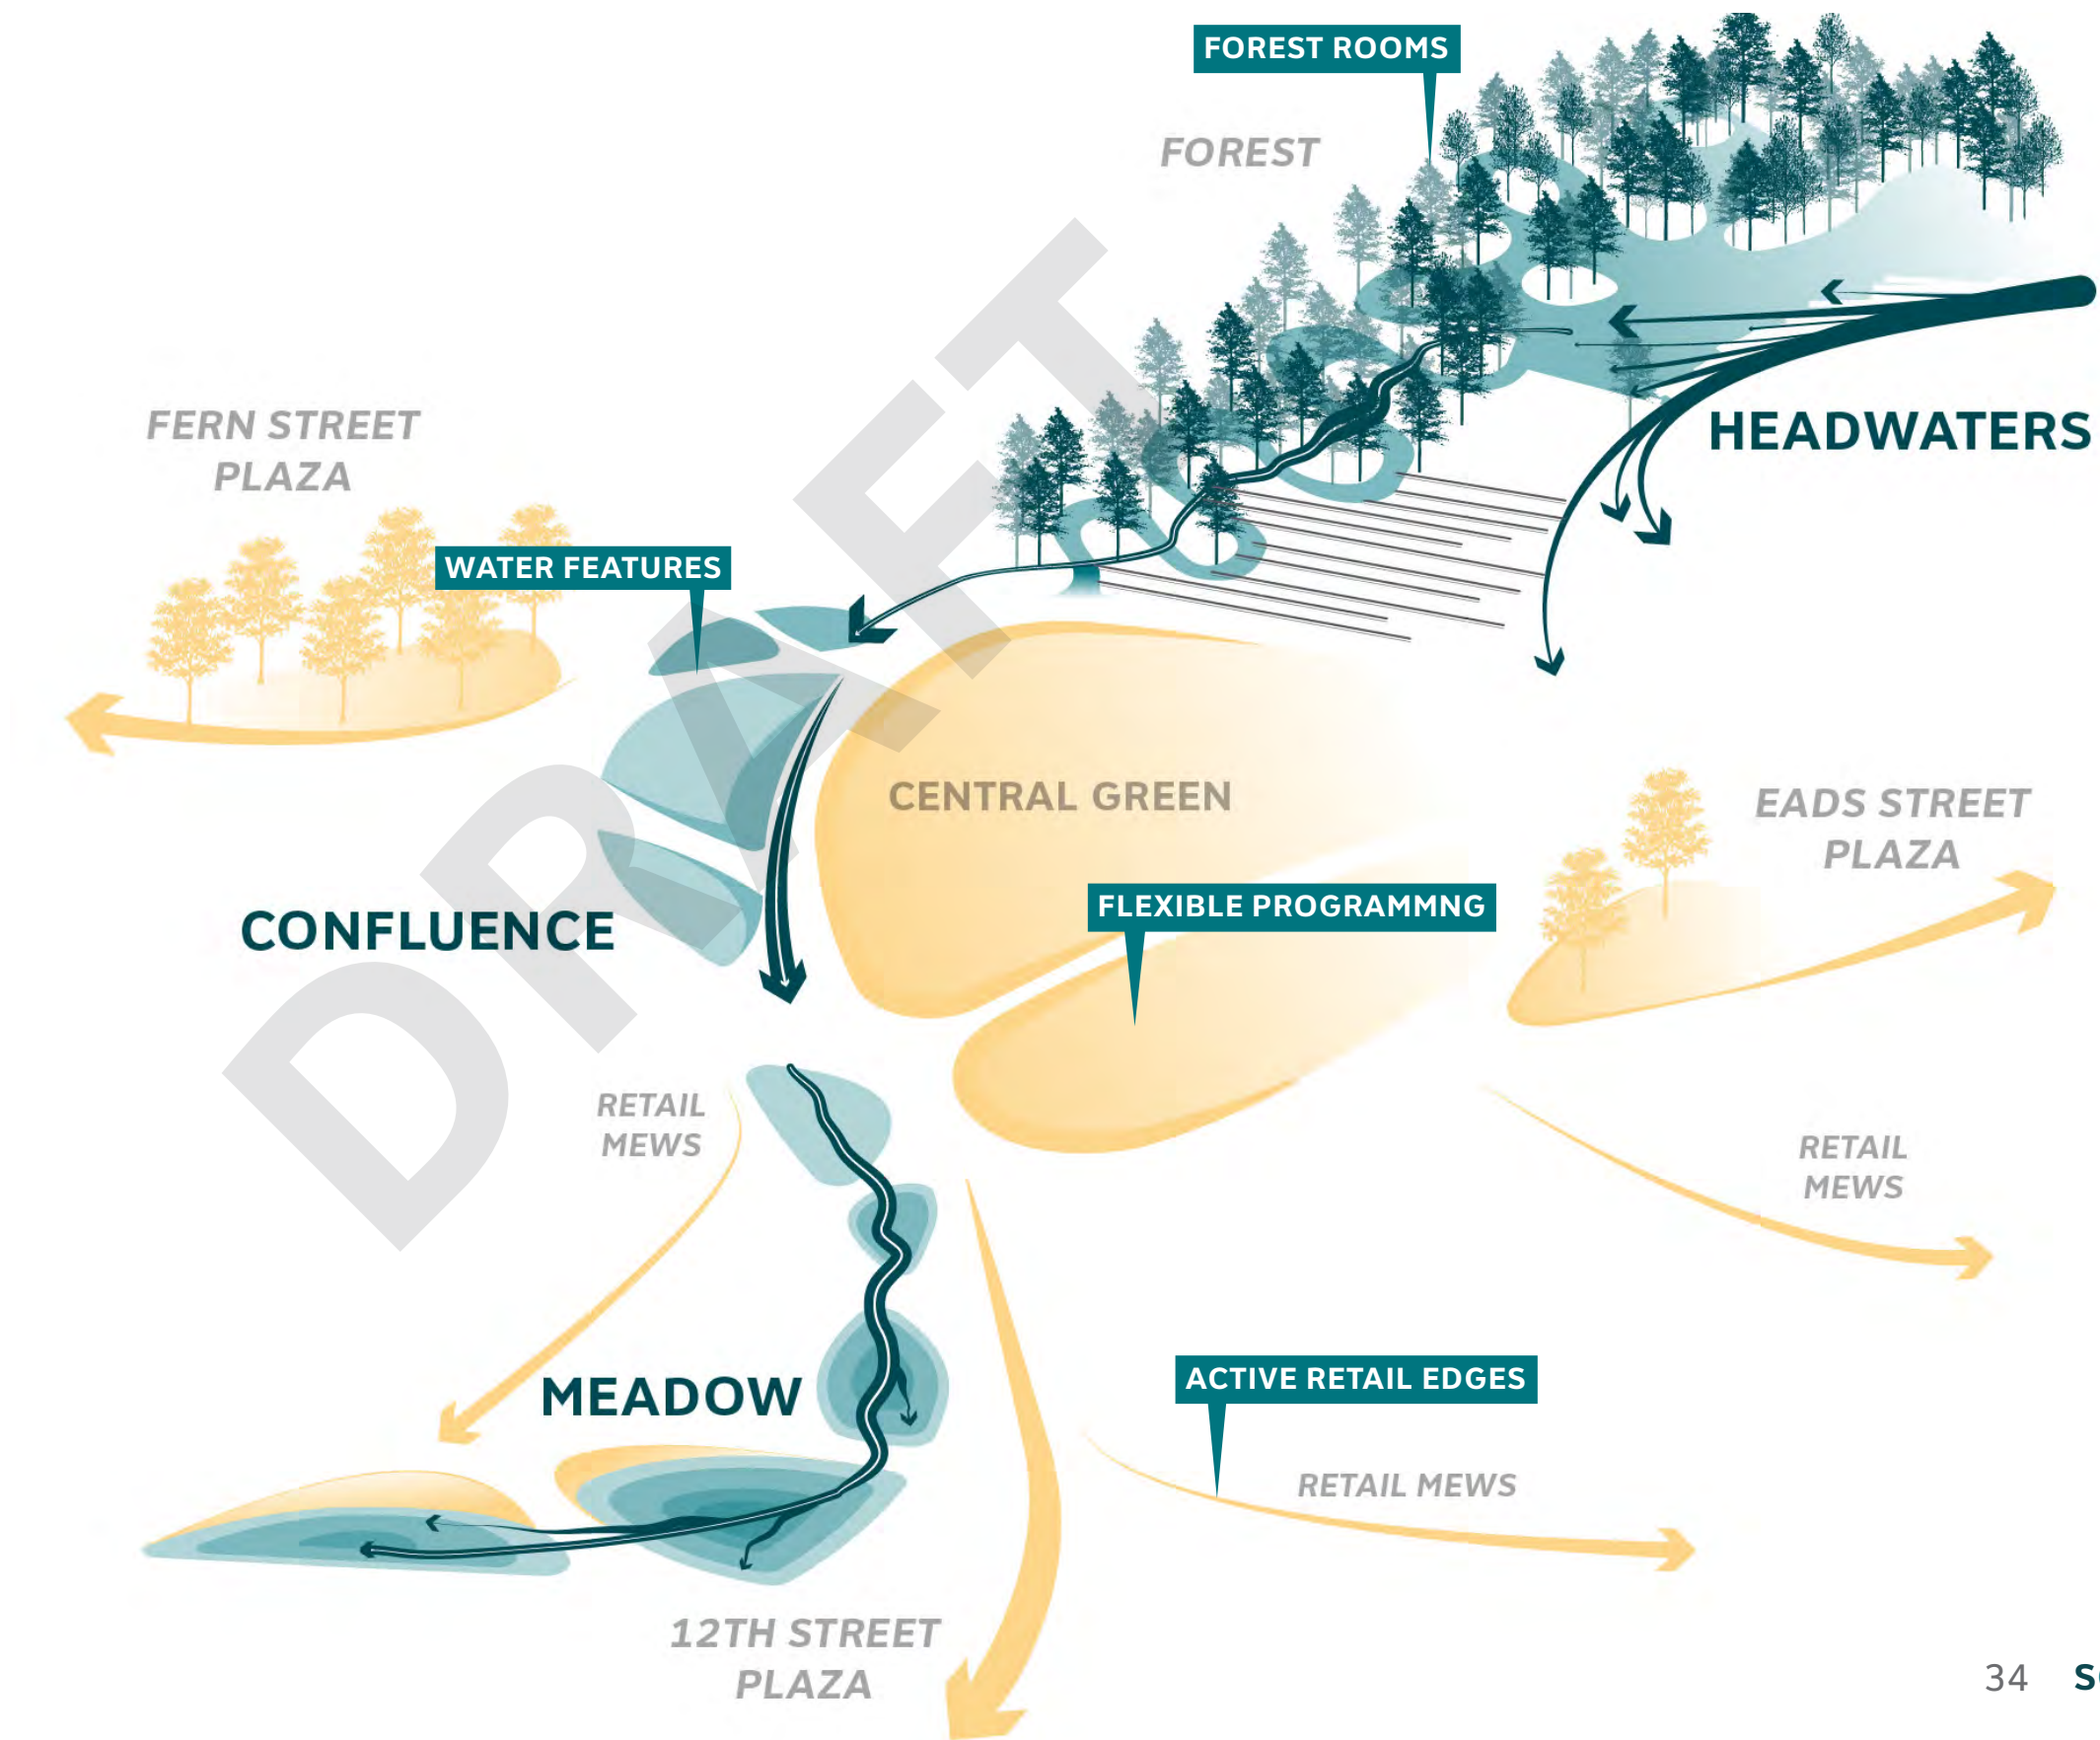 FOREST ROOMS
FOREST
HEADWATERS
FERN STREET
PLAZA
WATER FEATURES
DRAFT
CENTRAL GREEN
EADS STREET
PLAZA
CONFLUENCE
FLEXIBLE PROGRAMMNG
RETAIL
MEWS
RETAIL
MEWS
MEADOW
ACTIVE RETAIL EDGES
RETAIL MEWS
12TH STREET
PLAZA
34